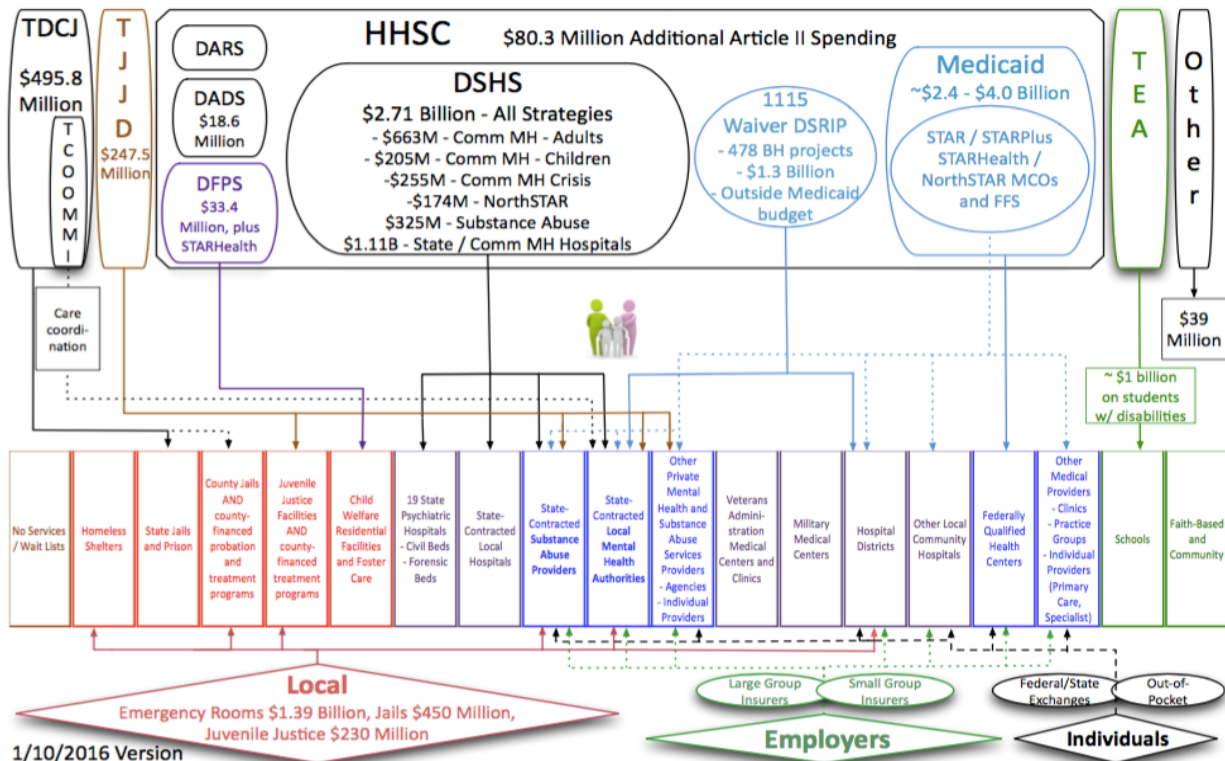 TDCJ
$495.8
Million
TCOOMMI
TJJD
$247.5
Million
HHSC
$80.3 Million Additional Article II Spending
DARS
DADS
$18.6
Million
DFPS
$33.4
Million, plus
STARHealth
DSHS
$2.71 Billion - All Strategies
- $663M - Comm MH - Adults
- $205M - Comm MH - Children
-$255M - Comm MH Crisis
-$174M - NorthSTAR
$325M - Substance Abuse
$1.11B - State / Comm MH Hospitals
1115
Waiver DSRIP
- 478 BH projects
- $1.3 Billion
- Outside Medicaid
budget
Medicaid
~$2.4 - $4.0 Billion
STAR / STARPlus
STARHealth /
NorthSTAR MCOs
and FFS
TEA
Other
Care
coordi-
nation
$39
Million
~ $1 billion
on students
w/ disabilities
No Services
/ Wait Lists
Homeless
Shelters
State Jails
and Prison
County Jails
AND
county-
financed
probation
and
treatment
programs
Juvenile
Justice
Facilities
AND
county-
financed
treatment
programs
Child
Welfare
Residential
Facilities
and Foster
Care
19 State
Psychiatric
Hospitals
- Civil Beds
- Forensic
Beds
State-
Contracted
Local
Hospitals
State-
Contracted
Substance
Abuse
Providers
State-
Contracted
Local
Mental
Health
Authorities
Other
Private
Mental
Health and
Substance
Abuse
Services
Providers
- Agencies
- Individual
Providers
Veterans
Admini-
stration
Medical
Centers and
Clinics
Military
Medical
Centers
Hospital
Districts
Other Local
Community
Hospitals
Federally
Qualified
Health
Centers
Other
Medical
Providers
- Clinics
- Practice
Groups
- Individual
Providers
(Primary
Care,
Specialist)
Schools
Faith-Based
and
Community
Local
Emergency Rooms $1.39 Billion, Jails $450 Million,
Juvenile Justice $230 Million
Large Group
Insurers
Small Group
Insurers
Employers
Federal/State
Exchanges
Out-of-
Pocket
Individuals
1/10/2016 Version